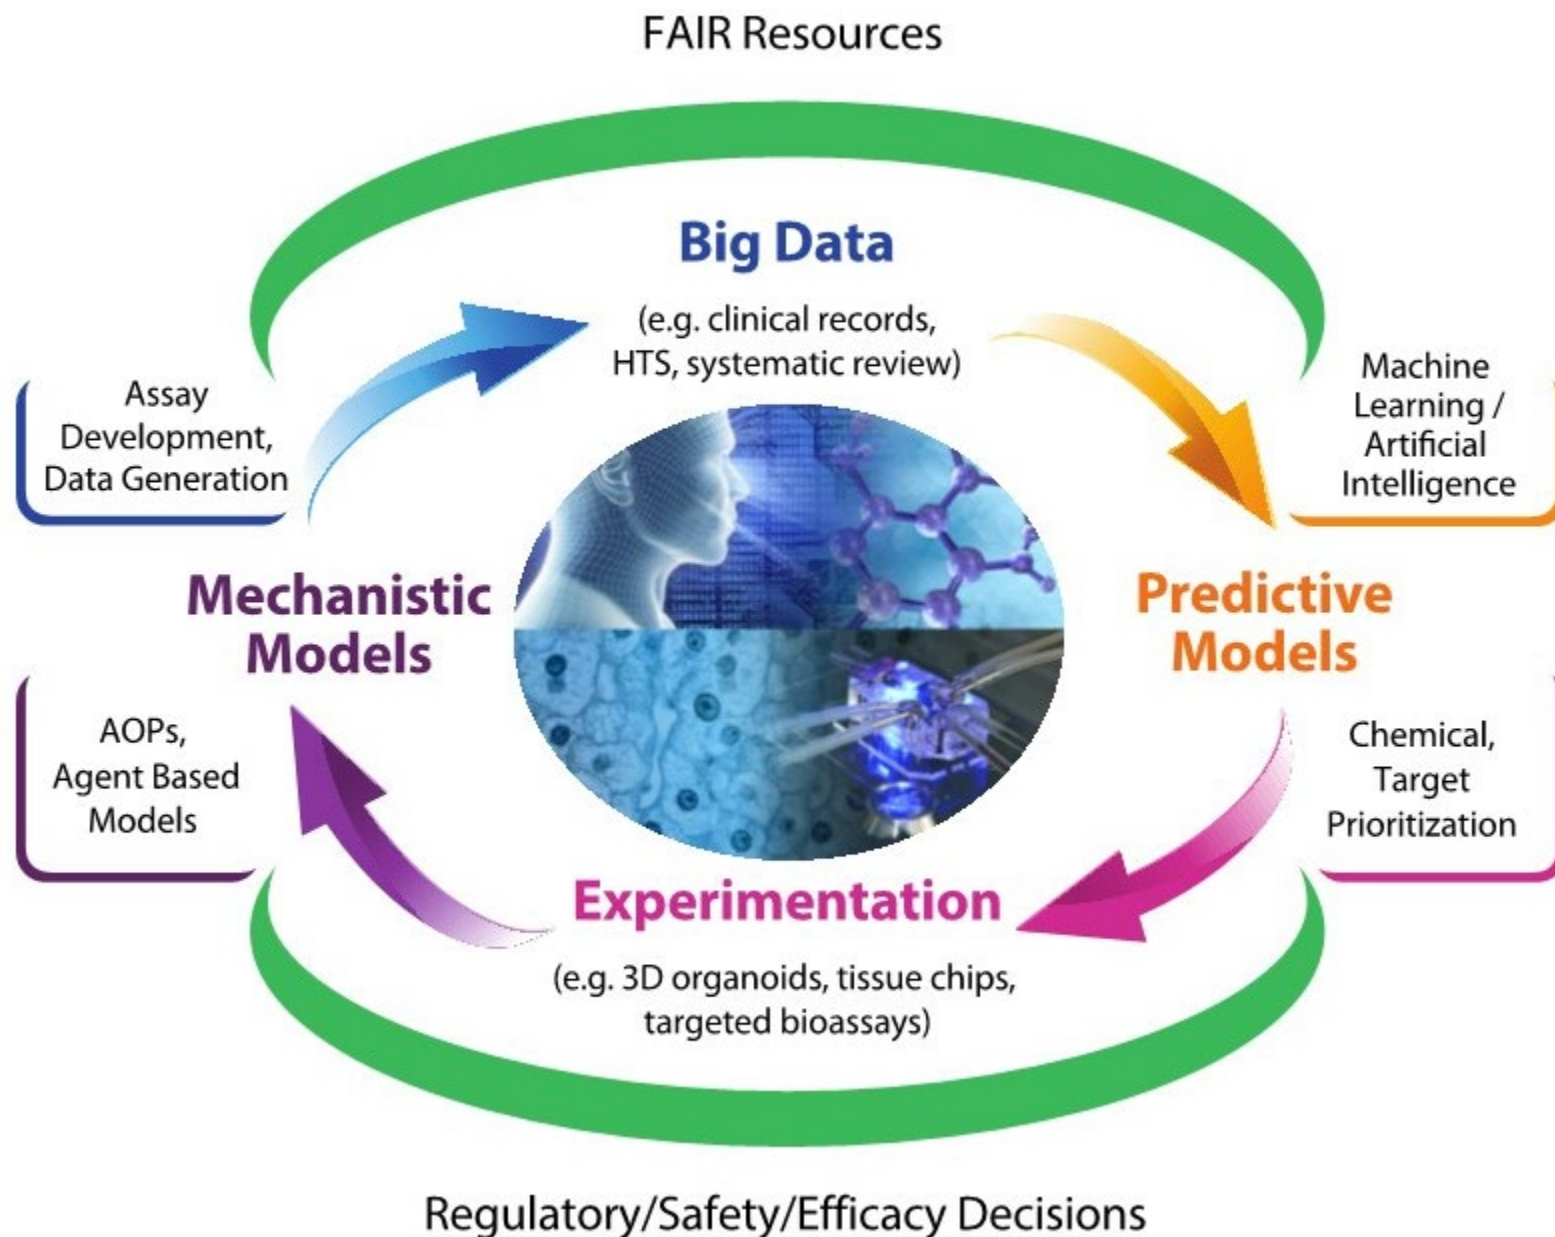 FAIR Resources
Big Data
(e.g. clinical records,
HTS, systematic review)
Assay
Development,
Data Generation
Machine
Learning /
Artificial
Intelligence
Mechanistic
Models
Predictive
Models
AOPs,
Agent Based
Models
Chemical,
Target
Prioritization
Experimentation
(e.g. 3D organoids, tissue chips,
targeted bioassays)
Regulatory/Safety/Efficacy Decisions